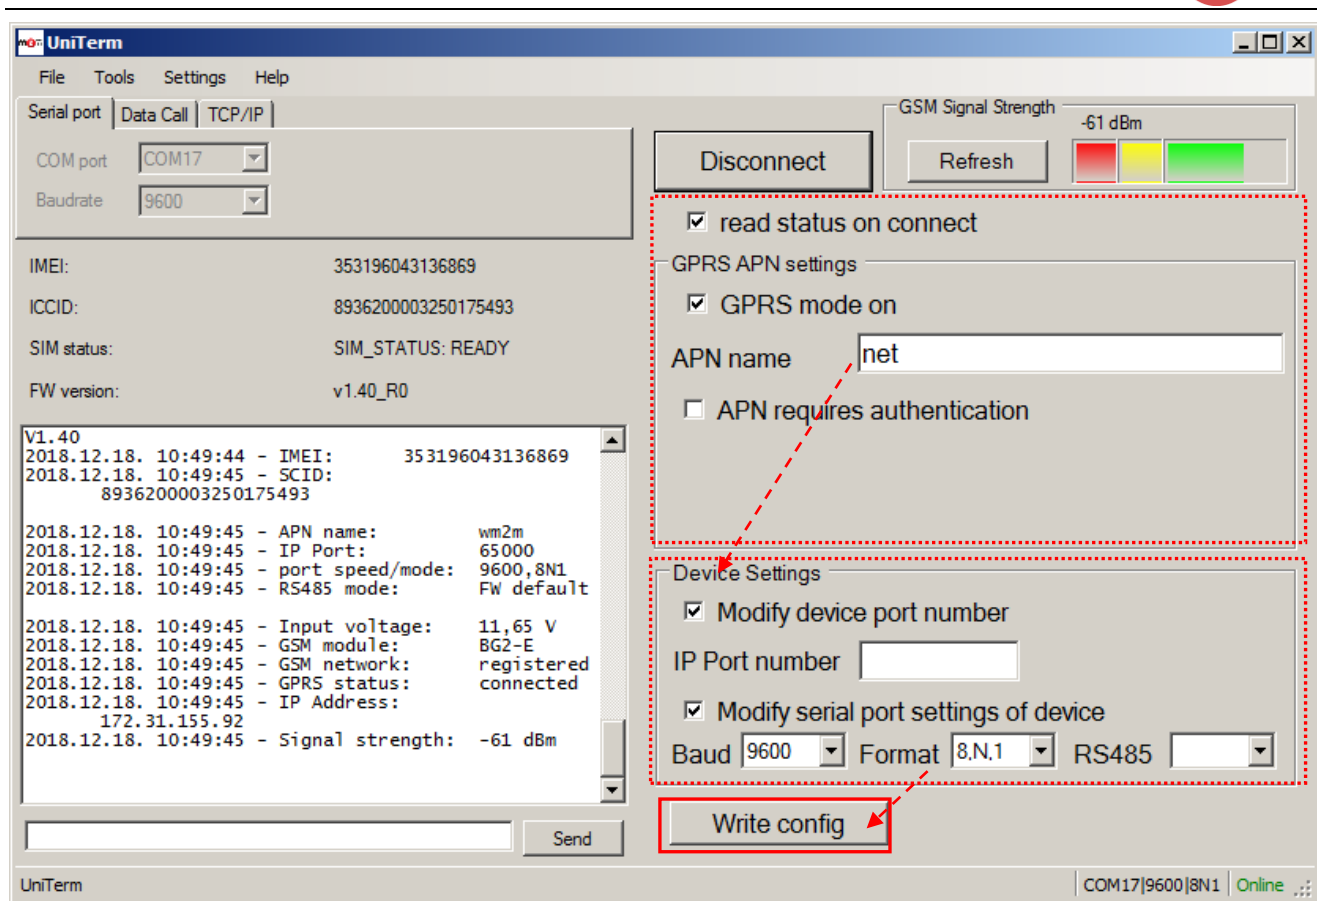 UniTerm
File Tools Settings Help
Serial port Data Call TCP/IP
COM port COM17
Baudrate 9600
Disconnect
GSM Signal Strength
-61 dBm
Refresh
read status on connect
IMEI: 353196043136869
ICCID: 8936200003250175493
SIM status: SIM_STATUS: READY
FW version: v1.40_R0
GPRS APN settings
GPRS mode on
APN name net
APN requires authentication
V1.40
2018.12.18. 10:49:44 - IMEI: 353196043136869
2018.12.18. 10:49:45 - SCID:
8936200003250175493
2018.12.18. 10:49:45 - APN name: wm2m
2018.12.18. 10:49:45 - IP Port: 65000
2018.12.18. 10:49:45 - port speed/mode: 9600,8N1
2018.12.18. 10:49:45 - RS485 mode: FW default
2018.12.18. 10:49:45 - Input voltage: 11,65 V
2018.12.18. 10:49:45 - GSM module: BG2-E
2018.12.18. 10:49:45 - GSM network: registered
2018.12.18. 10:49:45 - GPRS status: connected
2018.12.18. 10:49:45 - IP Address:
172.31.155.92
2018.12.18. 10:49:45 - Signal strength: -61 dBm
Send
Device Settings
Modify device port number
IP Port number
Modify serial port settings of device
Baud 9600 Format 8,N,1 RS485
Write config
UniTerm
COM17|9600|8N1 Online